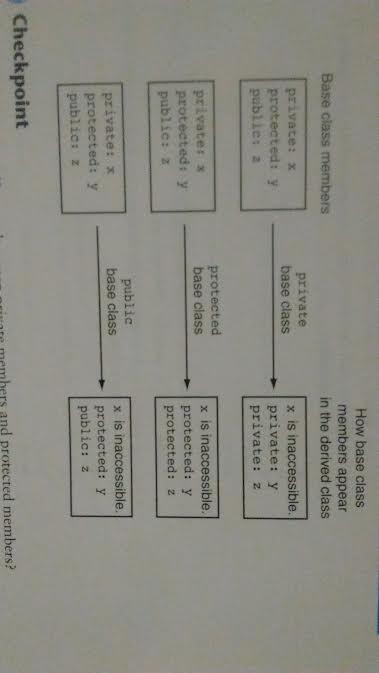 How base class
members appear
in the derived class
Base class members
private: x
protected: y
public: z
private
base class
x is inaccessible.
private: y
private: z
private: x
protected: y
public: z
protected
base class
x is inaccessible.
protected: y
protected: z
private: x
protected: y
public: z
public
base class
x is inaccessible.
protected: y
public: z
Checkpoint
private members and protected members?